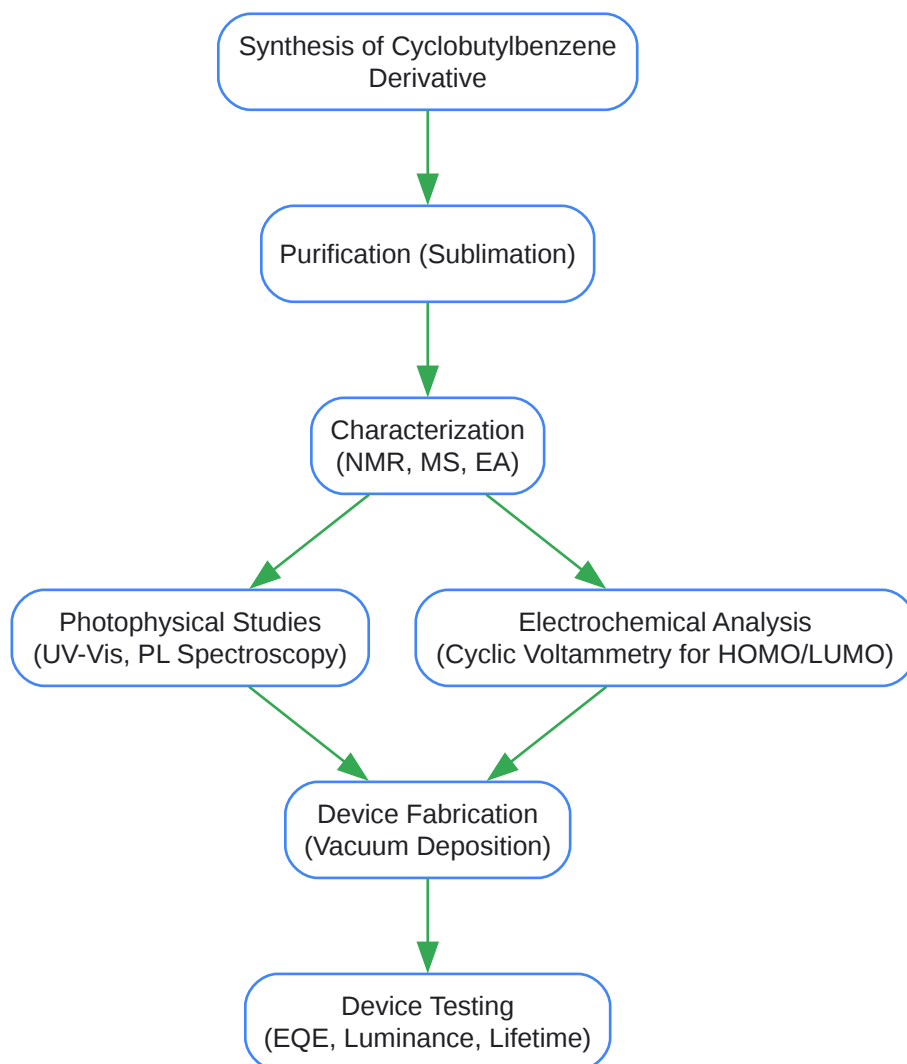 Synthesis of Cyclobutylbenzene
Derivative
Purification (Sublimation)
Characterization
(NMR, MS, EA)
Photophysical Studies
(UV-Vis, PL Spectroscopy)
Electrochemical Analysis
(Cyclic Voltammetry for HOMO/LUMO)
Device Fabrication
(Vacuum Deposition)
Device Testing
(EQE, Luminance, Lifetime)